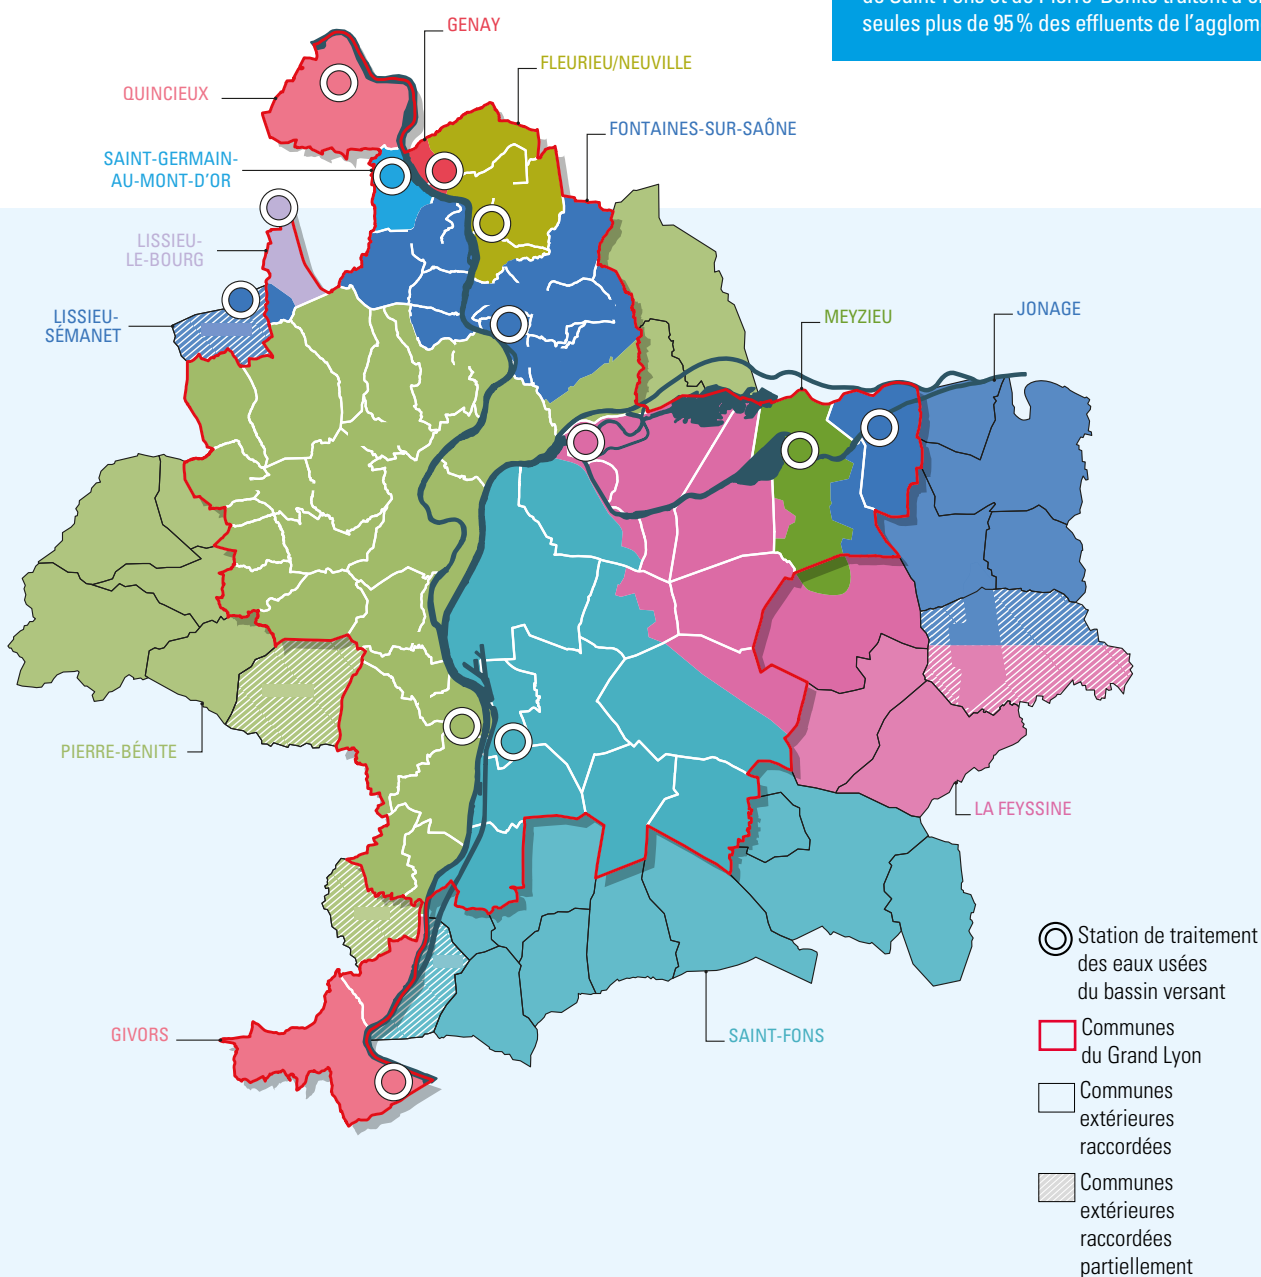 seules plus de 95 % des effluents de l'agglom
GENAY
FLEURIEU/NEUVILLE
QUINCIEUX
FONTAINES-SUR-SAÔNE
SAINT-GERMAIN-
AU-MONT-D'OR
LISSIEU-
LE-BOURG
LISSIEU-
SÉMANET
MEYZIEU
JONAGE
PIERRE-BÉNITE
LA FEYSSINE
GIVORS
SAINT-FONS
Station de traitement
des eaux usées
du bassin versant
Communes
du Grand Lyon
Communes
extérieures
raccordées
Communes
extérieures
raccordées
partiellement